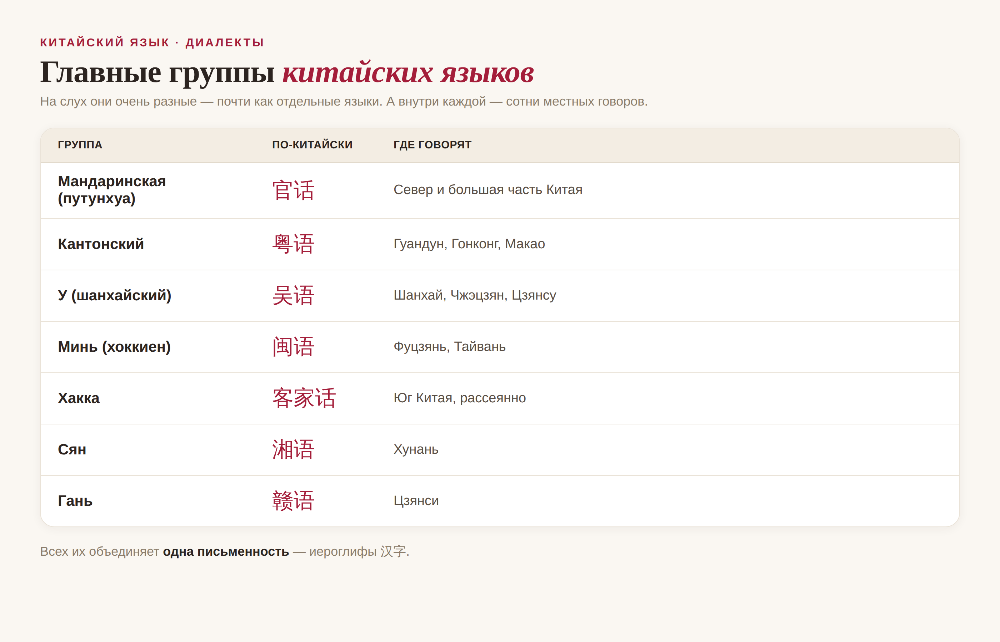 КИТАЙСКИЙ ЯЗЫК · ДИАЛЕКТЫ
Главные группы китайских языков
На слух они очень разные — почти как отдельные языки. А внутри каждой — сотни местных говоров.
ГРУППА ПО-КИТАЙСКИ ГДЕ ГОВОРЯТ
Мандаринская
(путунхуа) 官话 Север и большая часть Китая
Кантонский 粤语 Гуандун, Гонконг, Макао
У (шанхайский) 吴语 Шанхай, Чжэцзян, Цзянсу
Минь (хоккиен) 闽语 Фуцзянь, Тайвань
Хакка 客家话 Юг Китая, рассеянно
Сян 湘语 Хунань
Гань 赣语 Цзянси
Всех их объединяет одна письменность — иероглифы 汉字.